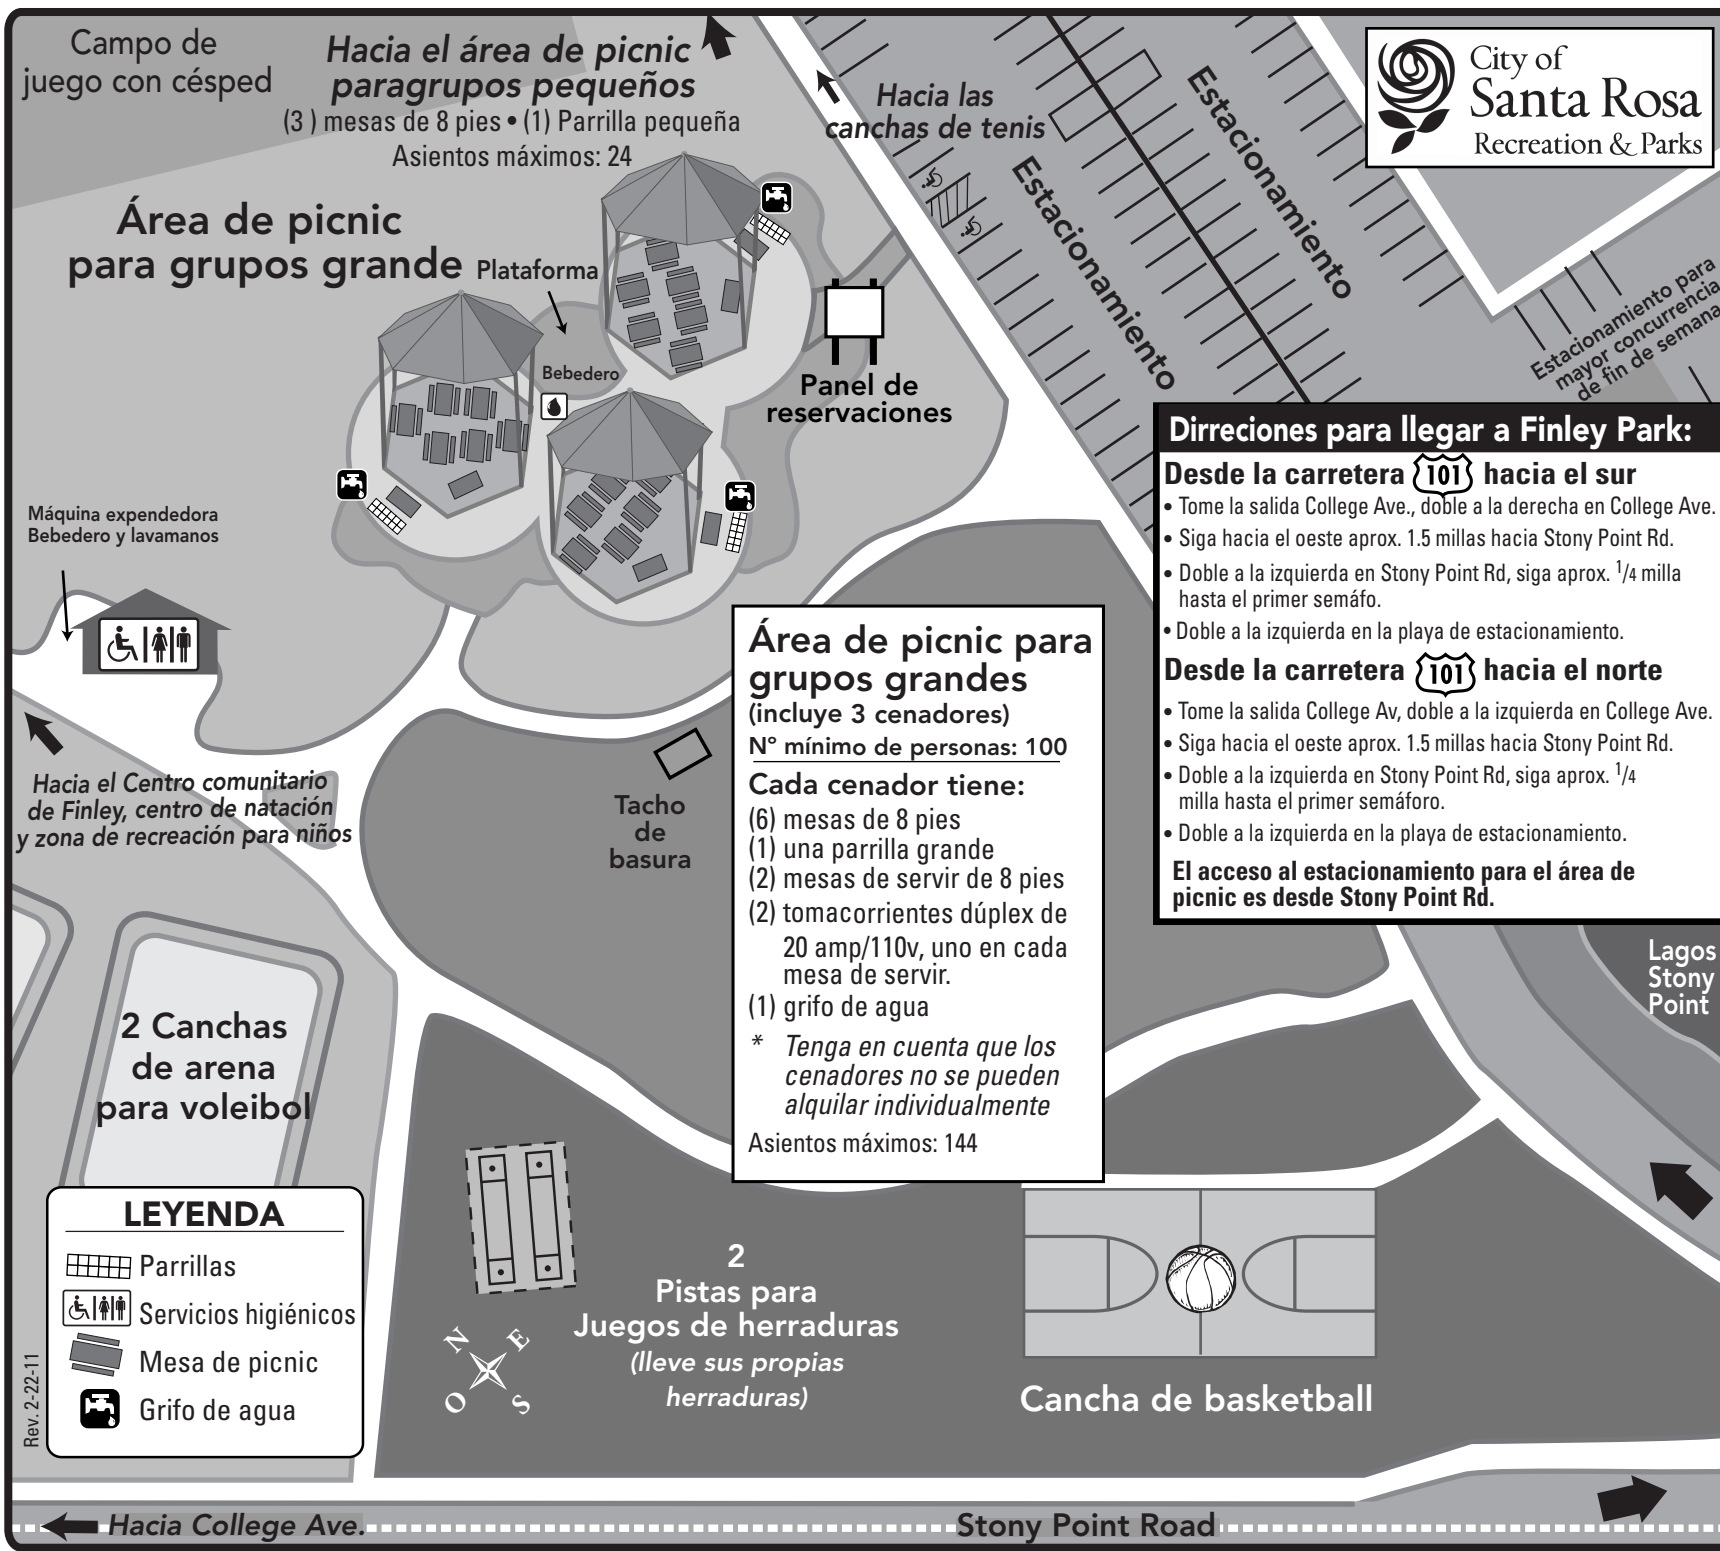 Campo de
juego con césped
Hacia el área de picnic
paragrupos pequeños
(3 ) mesas de 8 pies • (1) Parrilla pequeña
Asientos máximos: 24
Hacia las
canchas de tenis
Estacionamiento
Estacionamiento
City of
Santa Rosa
Recreation & Parks
Área de picnic
para grupos grande
Plataforma
Bebedero
Panel de
reservaciones
Estacionamiento para
mayor concurrencia
de fin de semana
Máquina expendedora
Bebedero y lavamanos
Dirreciones para llegar a Finley Park:
Desde la carretera 101 hacia el sur
• Tome la salida College Ave., doble a la derecha en College Ave.
• Siga hacia el oeste aprox. 1.5 millas hacia Stony Point Rd.
• Doble a la izquierda en Stony Point Rd, siga aprox. 1/4 milla
hasta el primer semáfo.
• Doble a la izquierda en la playa de estacionamiento.
Desde la carretera 101 hacia el norte
• Tome la salida College Av, doble a la izquierda en College Ave.
• Siga hacia el oeste aprox. 1.5 millas hacia Stony Point Rd.
• Doble a la izquierda en Stony Point Rd, siga aprox. 1/4
milla hasta el primer semáforo.
• Doble a la izquierda en la playa de estacionamiento.
El acceso al estacionamiento para el área de
picnic es desde Stony Point Rd.
Área de picnic para
grupos grandes
(incluye 3 cenadores)
Nº mínimo de personas: 100
Cada cenador tiene:
(6) mesas de 8 pies
(1) una parrilla grande
(2) mesas de servir de 8 pies
(2) tomacorrientes dúplex de
20 amp/110v, uno en cada
mesa de servir.
(1) grifo de agua
* Tenga en cuenta que los
cenadores no se pueden
alquilar individualmente
Asientos máximos: 144
Hacia el Centro comunitario
de Finley, centro de natación
y zona de recreación para niños
Tacho
de
basura
Lagos
Stony
Point
2 Canchas
de arena
para voleibol
LEYENDA
Parrillas
Servicios higiénicos
Mesa de picnic
Grifo de agua
Rev. 2-22-11
N
E
O
S
2
Pistas para
Juegos de herraduras
(lleve sus propias
herraduras)
Cancha de basketball
Hacia College Ave.
Stony Point Road